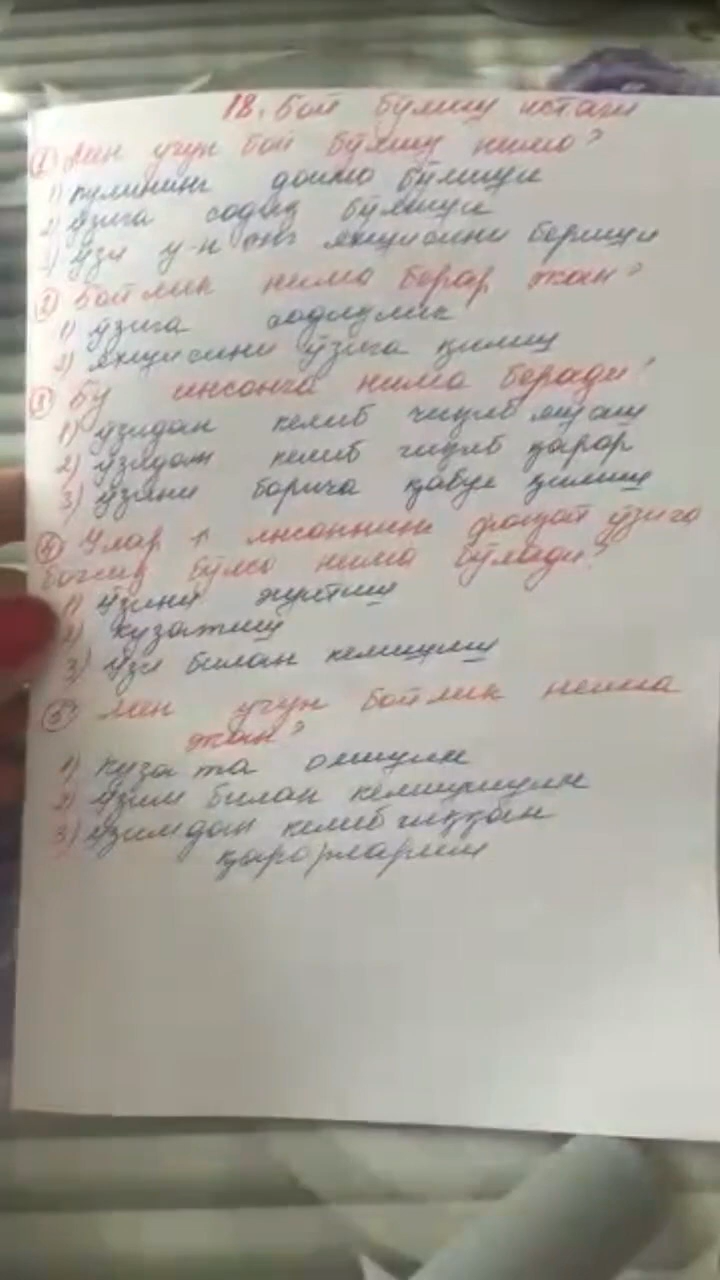 18. Бой бўлиш истаги
① Мен учун бой бўлиш нима?
1) пулининг доимо бўлиши
2) ўзига содиқ бўлиши
3) ўзи у-н энг яхшисини бериши
② Бойлик нима берар экан?
1) ўзига содиқлик
2) яхшисини ўзига қилиш
③ Бу инсонга нима беради?
1) ўзидан келиб чиқиб яшаш
2) ўзидан келиб чиқиб қарор
3) ўзини борича қабул қилиш
④ Улар инсоннинг фақат ўзига
боғлиқ бўлса нима бўлади?
1) ўзини
2) кузатиш
3) ўзи билан келишиш
⑤ Мен учун бойлик нима
экан?
1) кузата олишим
2) ўзим билан келишишим
3) ўзимдан келиб чиққан
қарорларим